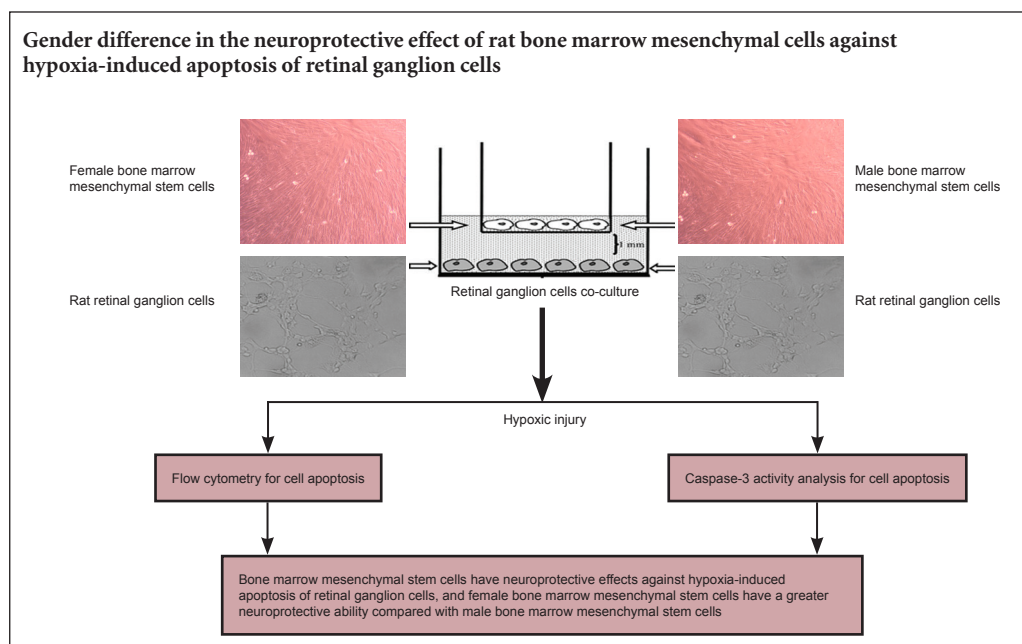 Gender difference in the neuroprotective effect of rat bone marrow mesenchymal cells against
hypoxia-induced apoptosis of retinal ganglion cells
Female bone marrow
mesenchymal stem cells
Male bone marrow
mesenchymal stem cells
1 mm
Rat retinal ganglion cells
Retinal ganglion cells co-culture
Rat retinal ganglion cells
Hypoxic injury
Flow cytometry for cell apoptosis
Caspase-3 activity analysis for cell apoptosis
Bone marrow mesenchymal stem cells have neuroprotective effects against hypoxia-induced
apoptosis of retinal ganglion cells, and female bone marrow mesenchymal stem cells have a greater
neuroprotective ability compared with male bone marrow mesenchymal stem cells